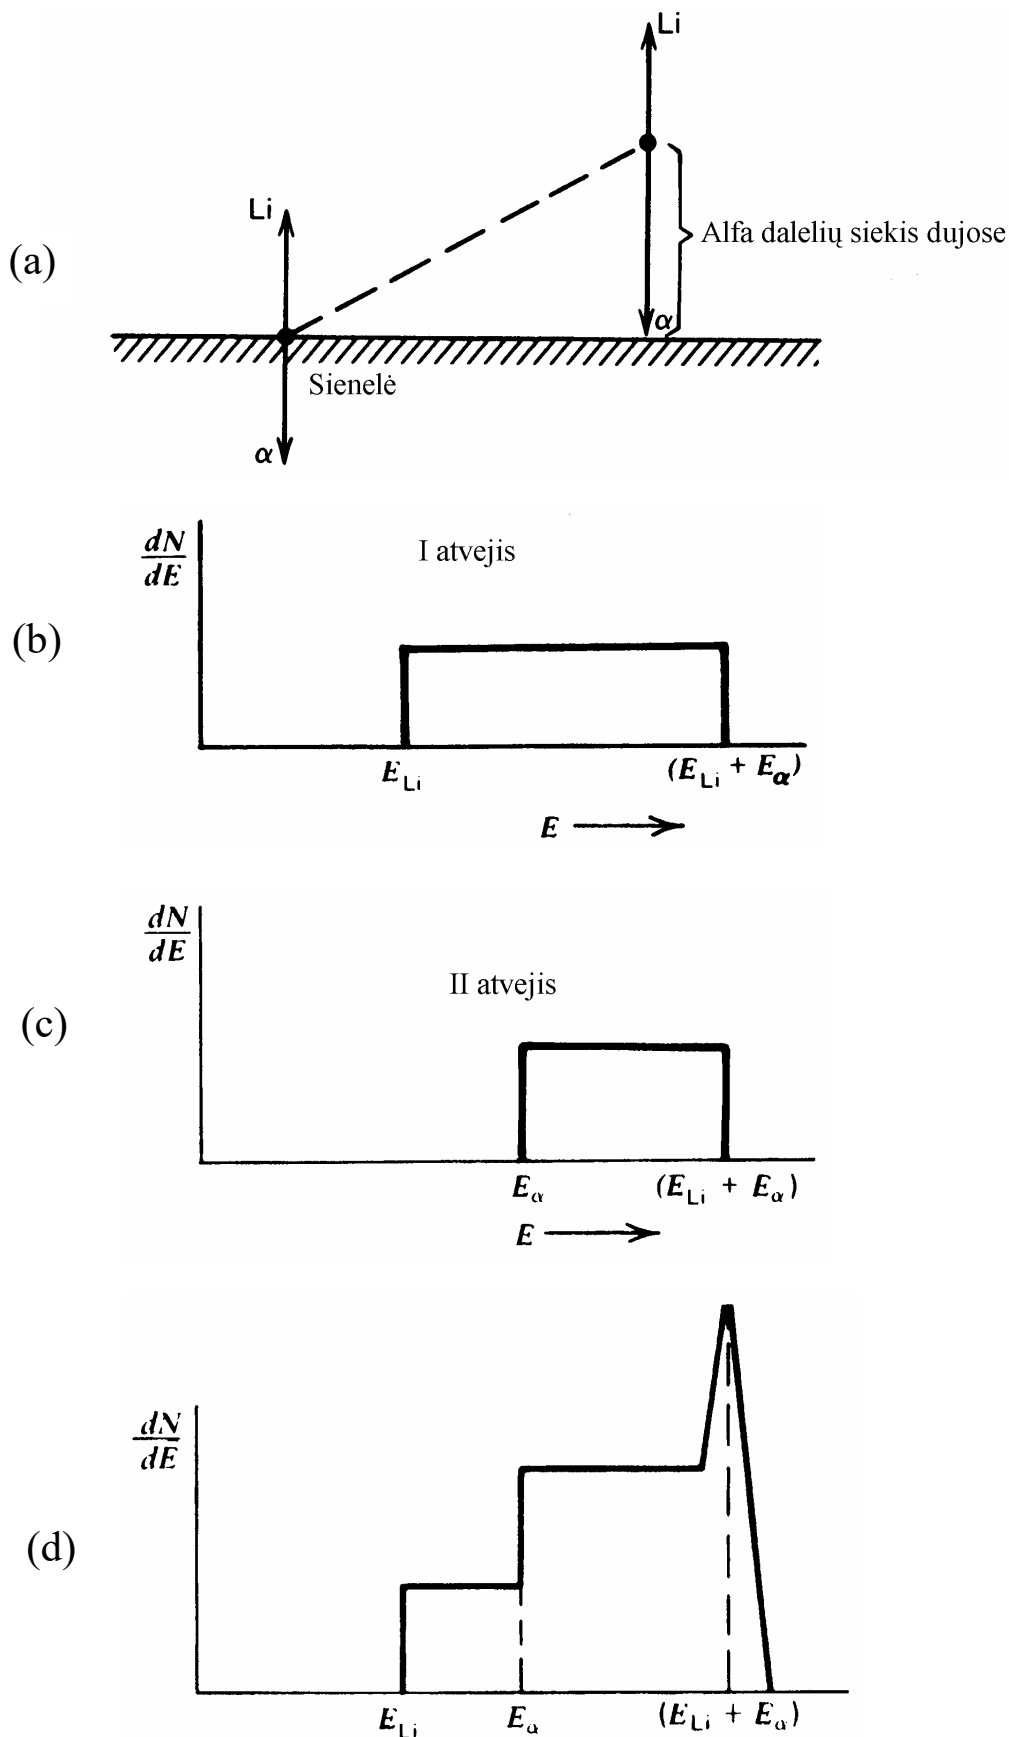 Li
Li
(a)
Alfa dalelių siekis dujose
α
Sienelė
α
dN
dE
I atvejis
(b)
E_Li
(E_Li + E_α)
E
dN
dE
II atvejis
(c)
E_α
(E_Li + E_α)
E
dN
dE
(d)
E_Li
E_α
(E_Li + E_α)